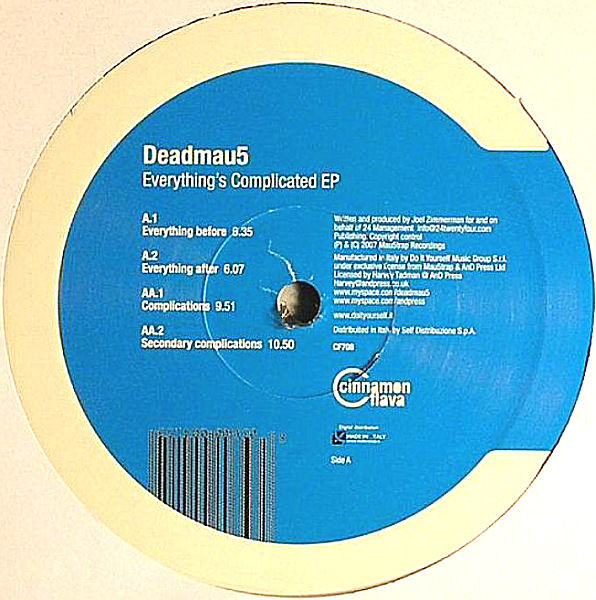 Deadmau5
Everything's Complicated EP
A.1
Everything before 8.35
A.2
Everything after 6.07
AA.1
Complications 9.51
AA.2
Secondary complications 10.50
Written and produced by Joel Zimmerman for and on
behalf of 24 Management info@24twentyfour.com
Publishing: Copyright control
(P) & (C) 2007 MauStrap Recordings
Manufactured in Italy by Do It Yourself Music Group S.r.l.
under exclusive license from MauStrap & AnD Press Ltd
Licensed by Harvey Tadman @ AnD Press
Harvey@andpress.co.uk
www.myspace.com/deadmau5
www.myspace.com/andpress
www.doityourself.it
Distributed in Italy by Self Distribuzione S.p.A.
CF708
cinnamon
flava
Digital distribution
MADE IN ITALY
Side A